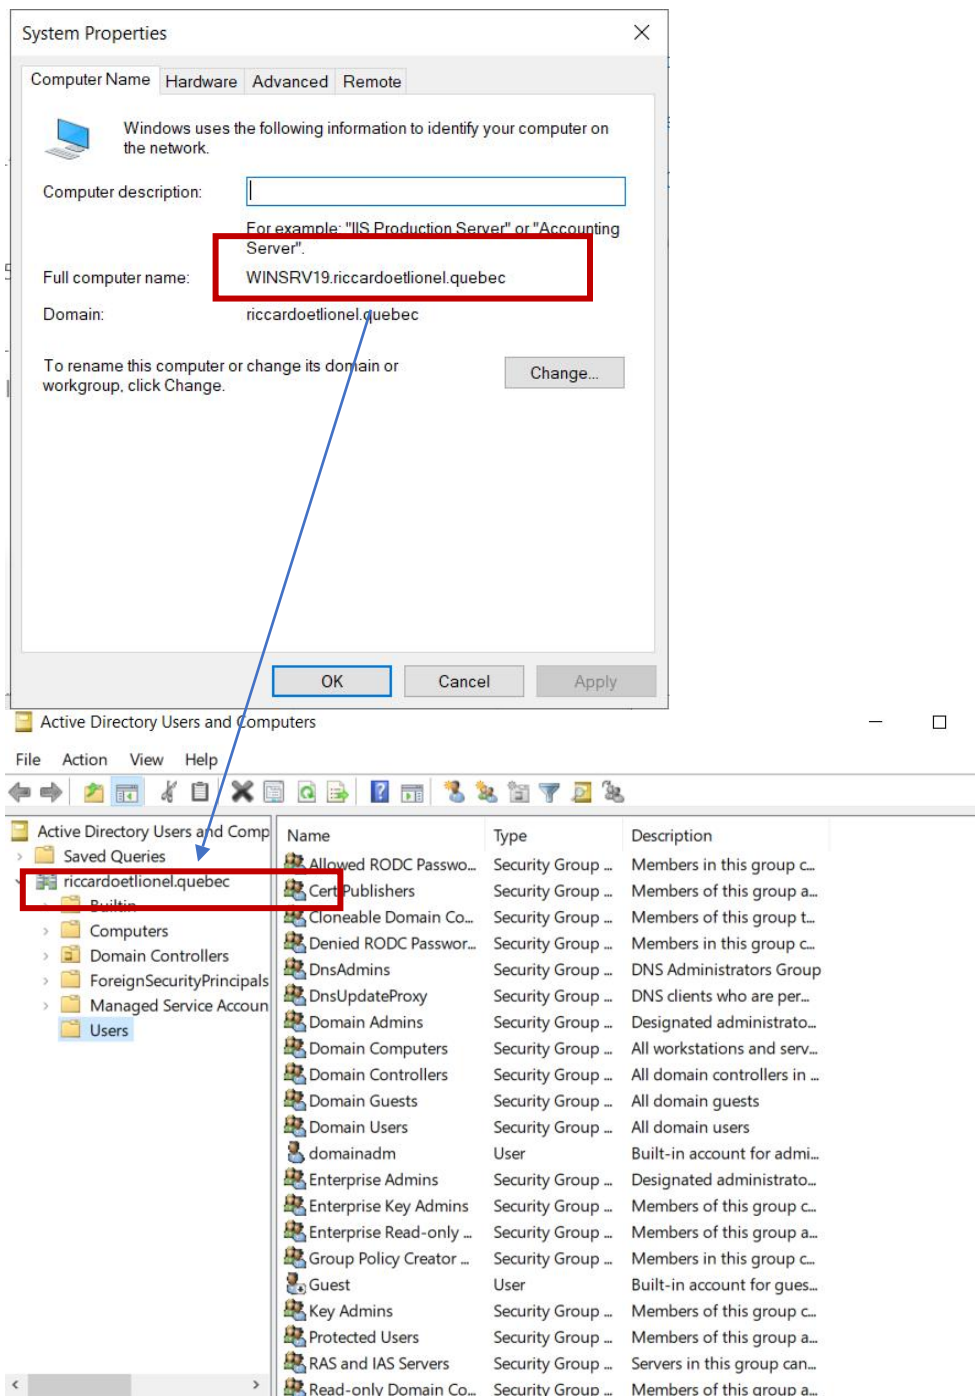 System Properties
Computer Name Hardware Advanced Remote
Windows uses the following information to identify your computer on
the network.
Computer description:
For example: "IIS Production Server" or "Accounting
Server".
Full computer name: WINSRV19.riccardoetlionel.quebec
Domain: riccardoetlionel.quebec
To rename this computer or change its domain or
workgroup, click Change.
Change...
OK Cancel Apply
Active Directory Users and Computers
File Action View Help
Active Directory Users and Comp
Saved Queries
riccardoetlionel.quebec
Builtin
Computers
Domain Controllers
ForeignSecurityPrincipals
Managed Service Accoun
Users
Name Type Description
Allowed RODC Passwo... Security Group ... Members in this group c...
Cert Publishers Security Group ... Members of this group a...
Cloneable Domain Co... Security Group ... Members of this group t...
Denied RODC Passwor... Security Group ... Members in this group c...
DnsAdmins Security Group ... DNS Administrators Group
DnsUpdateProxy Security Group ... DNS clients who are per...
Domain Admins Security Group ... Designated administrato...
Domain Computers Security Group ... All workstations and serv...
Domain Controllers Security Group ... All domain controllers in ...
Domain Guests Security Group ... All domain guests
Domain Users Security Group ... All domain users
domainadm User Built-in account for admi...
Enterprise Admins Security Group ... Designated administrato...
Enterprise Key Admins Security Group ... Members of this group c...
Enterprise Read-only ... Security Group ... Members of this group a...
Group Policy Creator ... Security Group ... Members in this group c...
Guest User Built-in account for gues...
Key Admins Security Group ... Members of this group c...
Protected Users Security Group ... Members of this group a...
RAS and IAS Servers Security Group ... Servers in this group can...
Read-only Domain Co... Security Group ... Members of this group a...